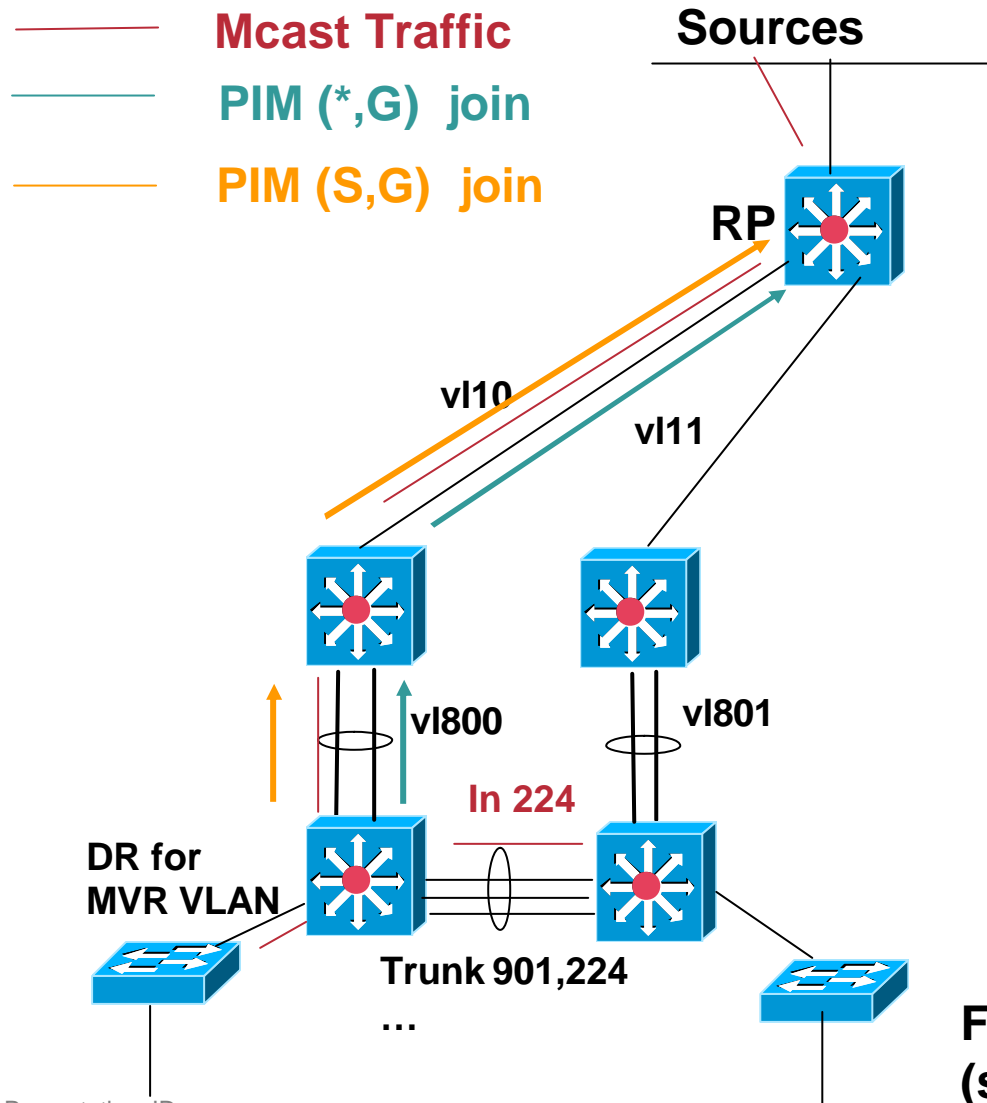 Mcast Traffic
Sources
PIM (*,G) join
PIM (S,G) join
RP
vl10
vl11
vl800
vl801
In 224
DR for
MVR VLAN
Trunk 901,224
...
F
(s